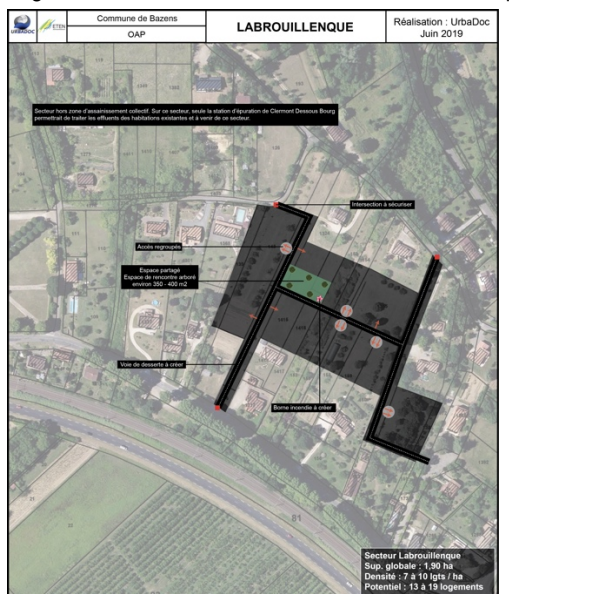 URBADOC
ETEN
Commune de Bazens
OAP
LABROUILLENQUE
Réalisation : UrbaDoc
Juin 2019
Secteur hors zone d'assainissement collectif. Sur ce secteur, seule la station d'épuration de Clermont Dessous Bourg
permettrait de traiter les effluents des habitations existantes et à venir de ce secteur.
Intersection à sécuriser
Accès regroupés
Espace partagé
Espace de rencontre arboré
environ 350 - 400 m2
Voie de desserte à créer
Borne incendie à créer
81
Secteur Labrouillenque
Sup. globale : 1,90 ha
Densité : 7 à 10 lgts / ha
Potentiel : 13 à 19 logements